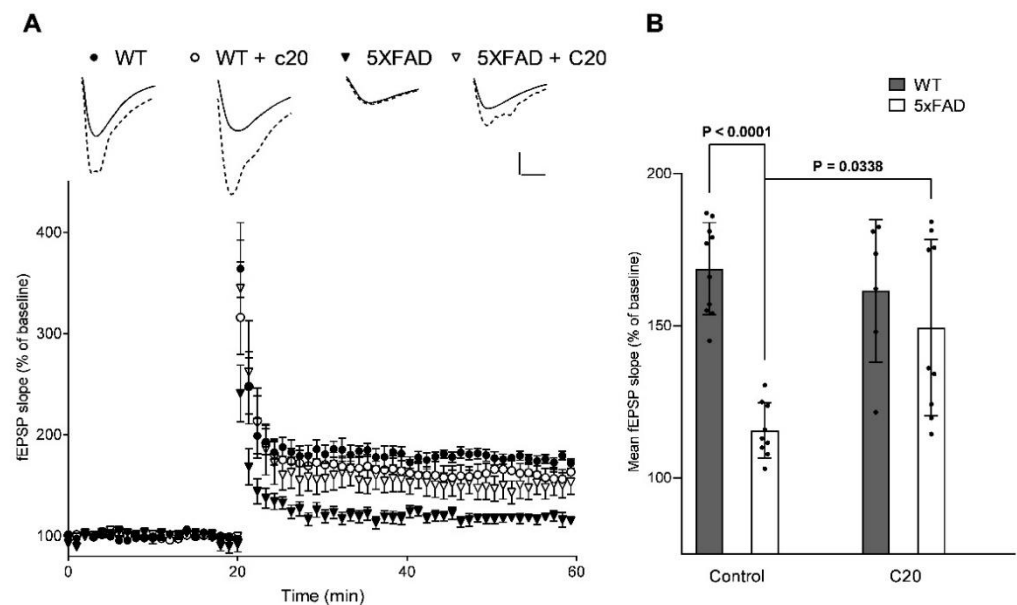 A
WT WT + c20 5XFAD 5XFAD + C20
fEPSP slope (% of baseline)
400
300
200
100
0 20 40 60
Time (min)
B
WT
5xFAD
P < 0.0001
P = 0.0338
Mean fEPSP slope (% of baseline)
200
150
100
Control C20